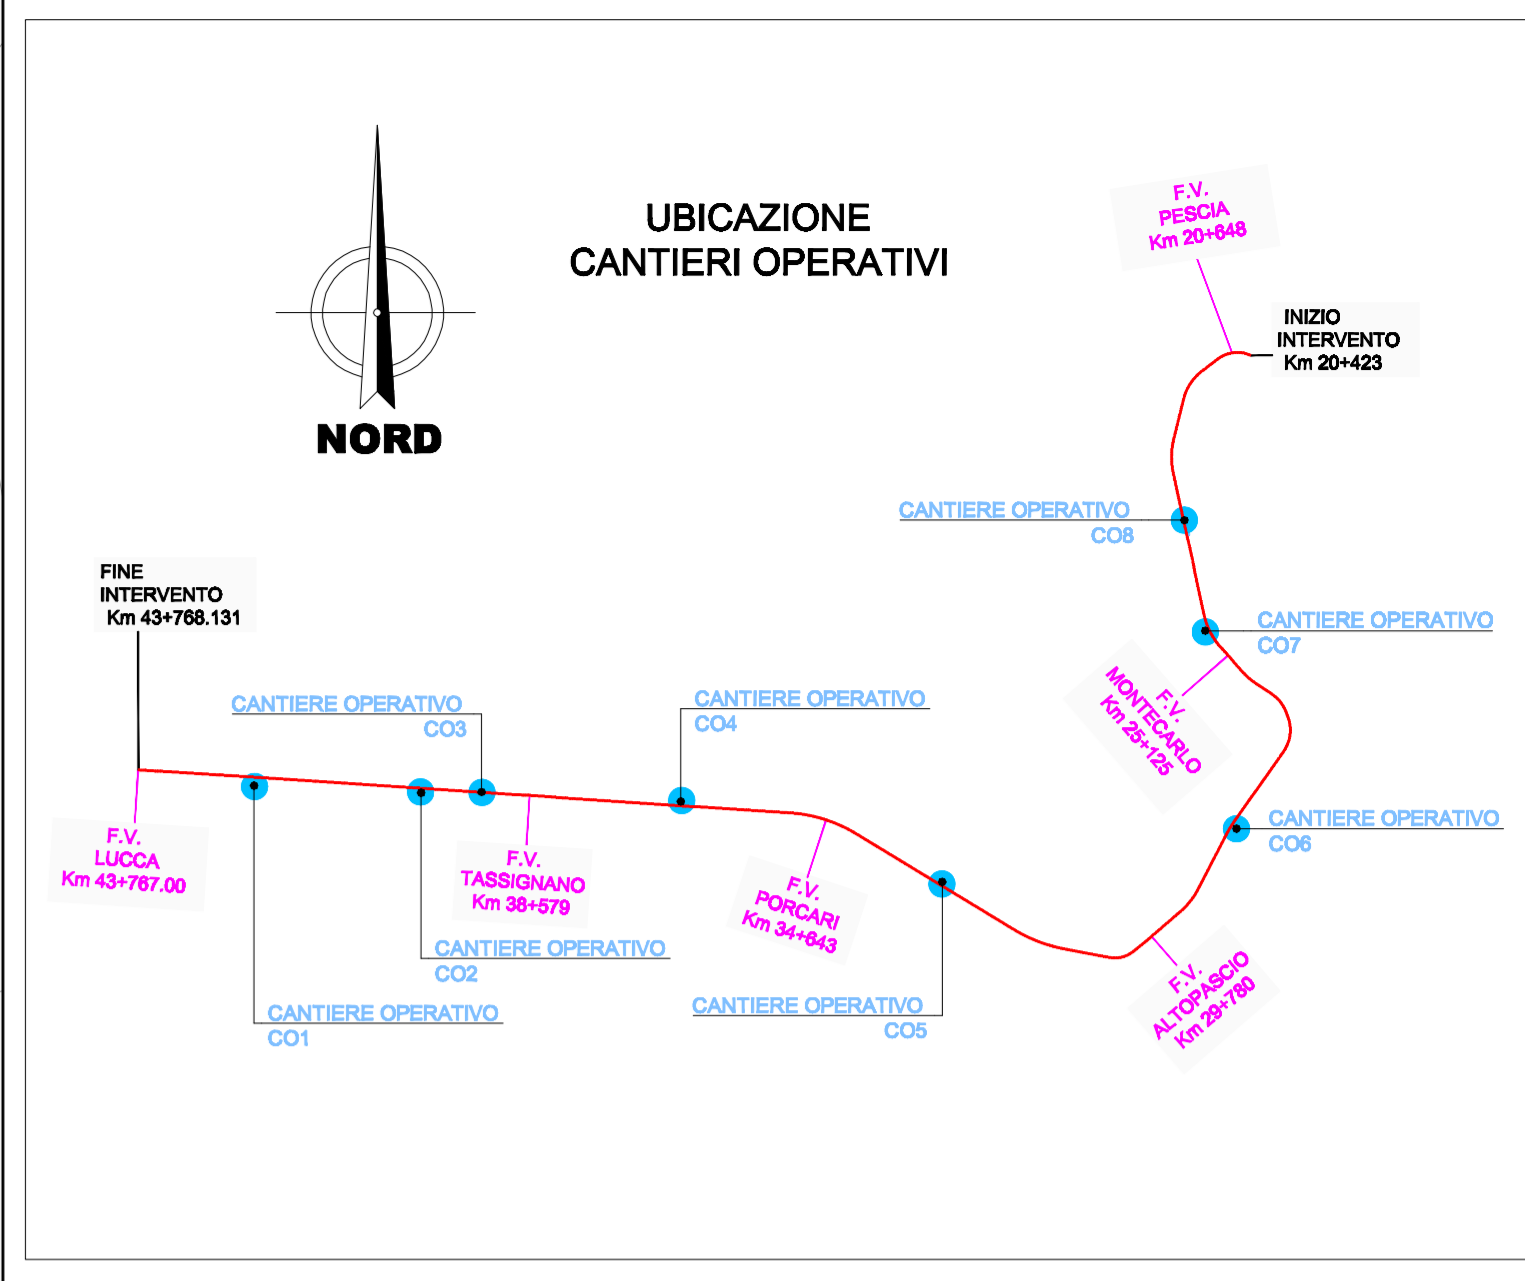 UBICAZIONE
CANTIERI OPERATIVI
NORD
F.V.
PESCIA
Km 20+648
INIZIO
INTERVENTO
Km 20+423
CANTIERE OPERATIVO
CO8
FINE
INTERVENTO
Km 43+768.131
CANTIERE OPERATIVO
CO7
F.V.
MONTECARLO
Km 25+125
CANTIERE OPERATIVO
CO3
CANTIERE OPERATIVO
CO4
CANTIERE OPERATIVO
CO6
F.V.
LUCCA
Km 43+767.00
F.V.
TASSIGNANO
Km 38+579
F.V.
PORCARI
Km 34+643
CANTIERE OPERATIVO
CO2
F.V.
ALTOPASCIO
Km 29+780
CANTIERE OPERATIVO
CO1
CANTIERE OPERATIVO
CO5